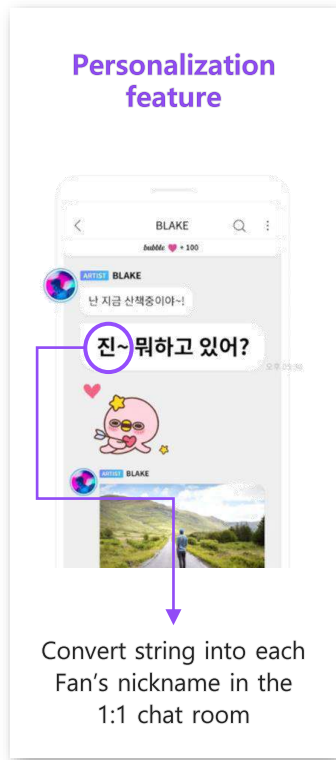 Personalization
feature
BLAKE
bubble + 100
ARTIST BLAKE
난 지금 산책중이야~!
진~ 뭐하고 있어?
ARTIST BLAKE
Convert string into each
Fan's nickname in the
1:1 chat room